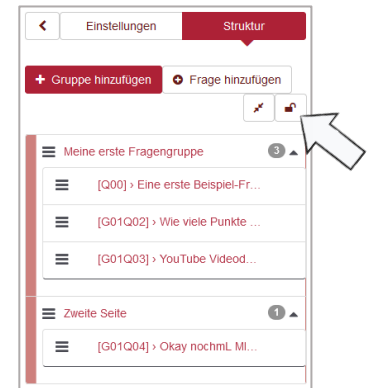 Einstellungen Struktur
Gruppe hinzufügen Frage hinzufügen
Meine erste Fragengruppe 3
[Q00] › Eine erste Beispiel-Fr...
[G01Q02] › Wie viele Punkte ...
[G01Q03] › YouTube Videod...
Zweite Seite 1
[G01Q04] › Okay nochmL Ml...